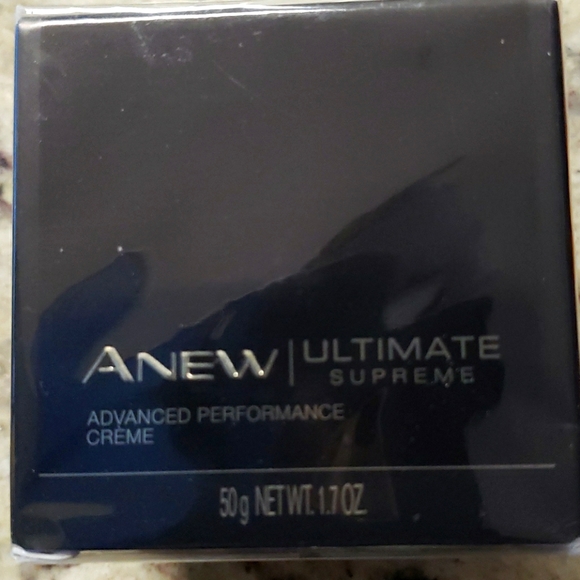 ANEW | ULTIMATE
SUPREME
ADVANCED PERFORMANCE
CRÈME
50g NET WT. 1.7 OZ.